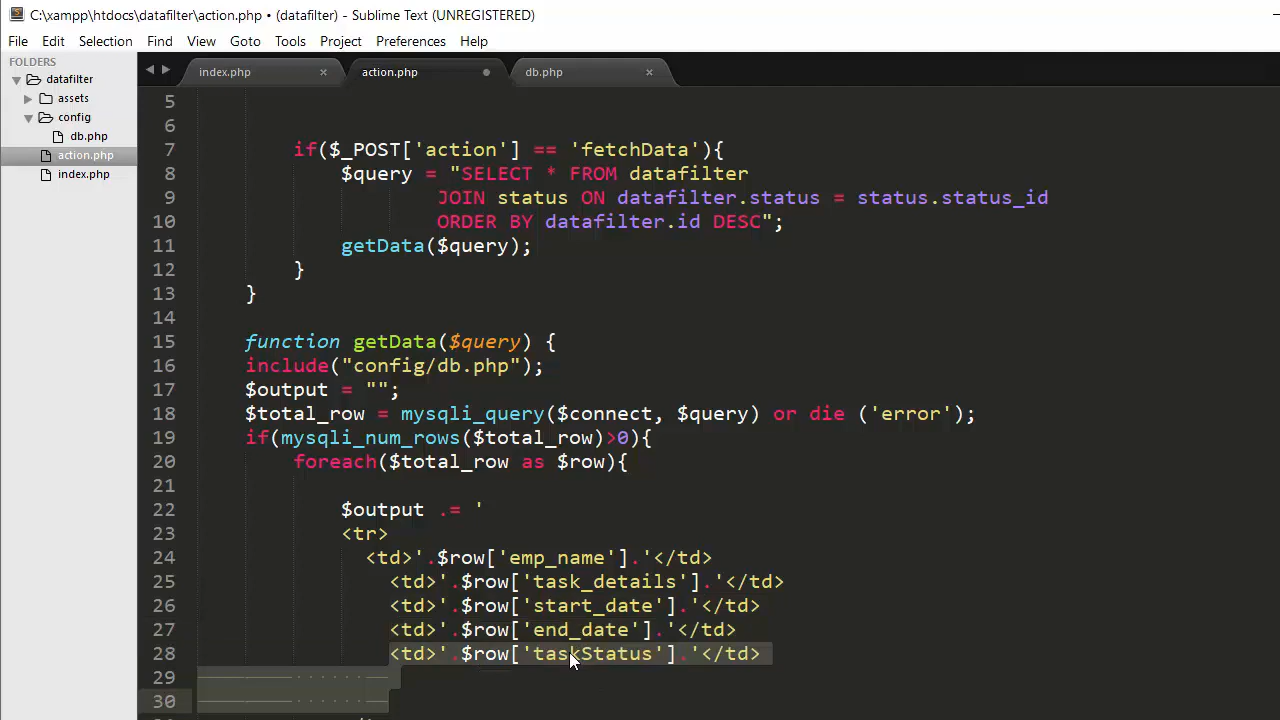 C:\xampp\htdocs\datafilter\action.php • (datafilter) - Sublime Text (UNREGISTERED)
File Edit Selection Find View Goto Tools Project Preferences Help
FOLDERS
datafilter
assets
config
db.php
action.php
index.php
index.php × action.php db.php ×
5
6
7 if($_POST['action'] == 'fetchData'){
8 $query = "SELECT * FROM datafilter
9 JOIN status ON datafilter.status = status.status_id
10 ORDER BY datafilter.id DESC";
11 getData($query);
12 }
13 }
14
15 function getData($query) {
16 include("config/db.php");
17 $output = "";
18 $total_row = mysqli_query($connect, $query) or die ('error');
19 if(mysqli_num_rows($total_row)>0){
20 foreach($total_row as $row){
21
22 $output .= '
23 <tr>
24 <td>'.$row['emp_name'].'</td>
25 <td>'.$row['task_details'].'</td>
26 <td>'.$row['start_date'].'</td>
27 <td>'.$row['end_date'].'</td>
28 <td>'.$row['taskStatus'].'</td>
29
30